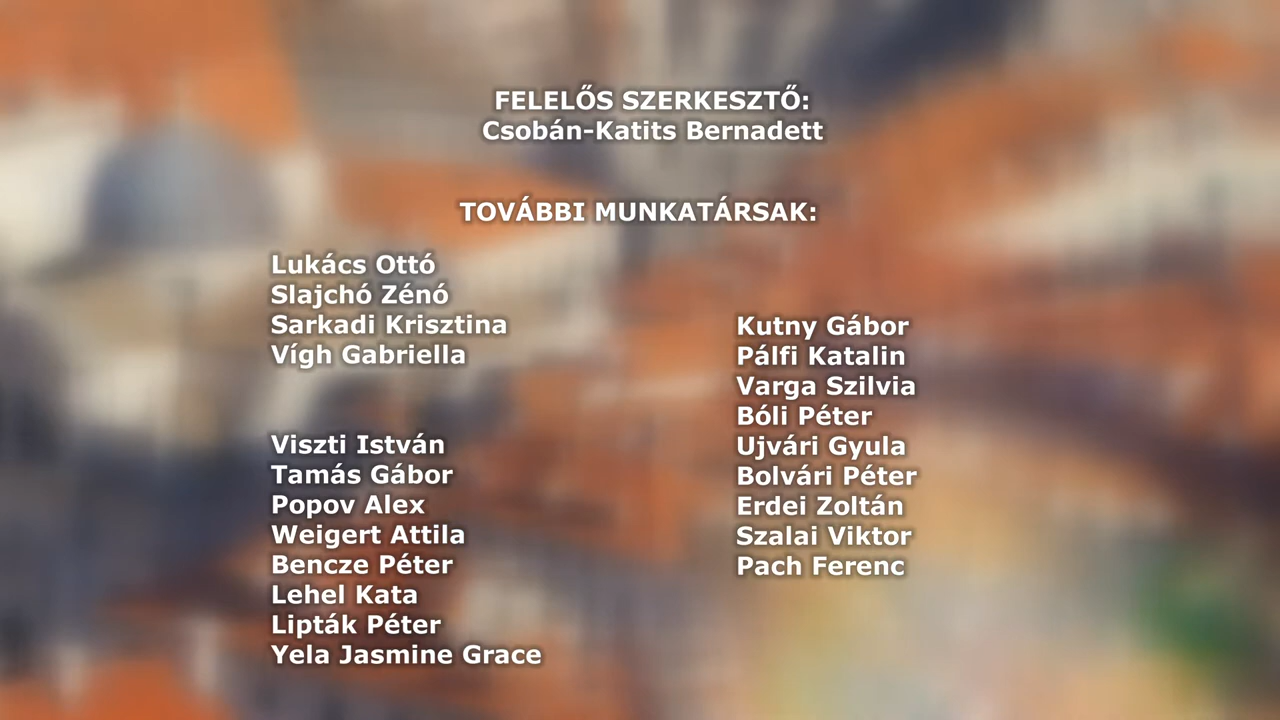 FELELŐS SZERKESZTŐ:
Csobán-Katits Bernadett
TOVÁBBI MUNKATÁRSAK:
Lukács Ottó
Slajchó Zénó
Sarkadi Krisztina
Vígh Gabriella
Viszti István
Tamás Gábor
Popov Alex
Weigert Attila
Bencze Péter
Lehel Kata
Lipták Péter
Yela Jasmine Grace
Kutny Gábor
Pálfi Katalin
Varga Szilvia
Bóli Péter
Ujvári Gyula
Bolvári Péter
Erdei Zoltán
Szalai Viktor
Pach Ferenc